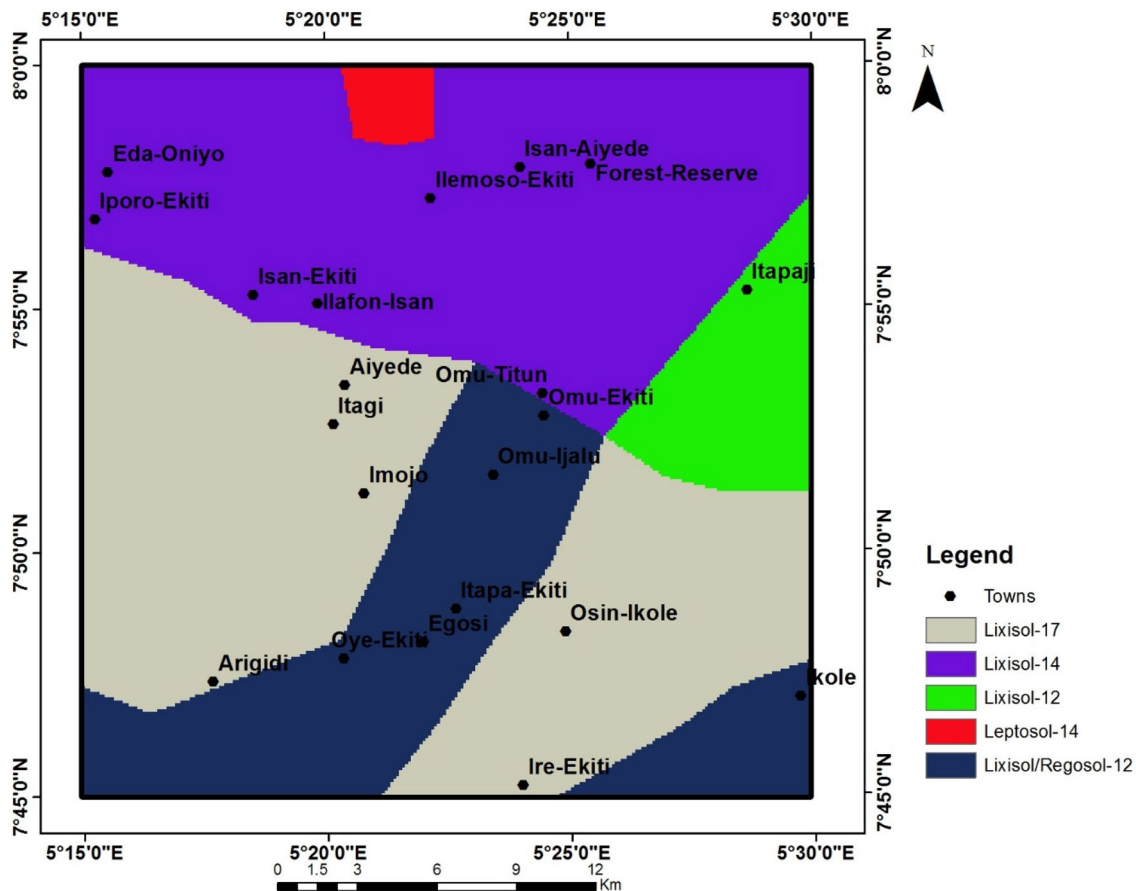 5°15'0"E 5°20'0"E 5°25'0"E 5°30'0"E
N
8°0'0"N
8°0'0"N
Eda-Oniyo
Isan-Aiyede
Forest-Reserve
Ilemoso-Ekiti
Iporo-Ekiti
Itapaji
Isan-Ekiti
Ilafon-Isan
7°55'0"N
7°55'0"N
Aiyede
Omu-Titun
Omu-Ekiti
Itagi
Omu-Ijalu
Imojo
7°50'0"N
7°50'0"N
Itapa-Ekiti
Osin-Ikole
Egosi
Oye-Ekiti
Arigidi
Ikole
Ire-Ekiti
7°45'0"N
7°45'0"N
Legend
Towns
Lixisol-17
Lixisol-14
Lixisol-12
Leptosol-14
Lixisol/Regosol-12
5°15'0"E 5°20'0"E 5°25'0"E 5°30'0"E
0 1.5 3 6 9 12
Km